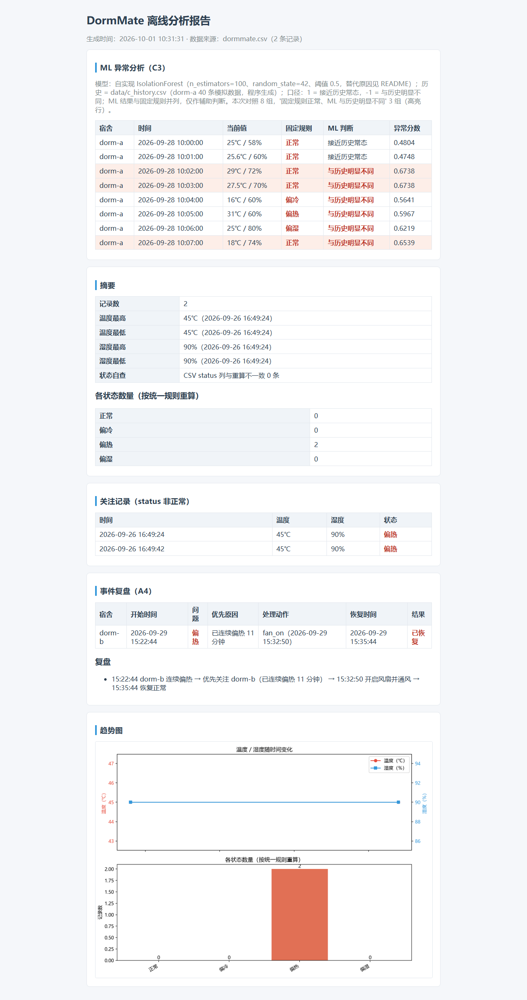 DormMate 离线分析报告
生成时间：2026-10-01 10:31:31 · 数据来源：dormmate.csv（2 条记录）
ML 异常分析（C3）
模型：自实现 IsolationForest（n_estimators=100、random_state=42、阈值 0.5，替代原因见 README）；历
史 = data/c_history.csv（dorm-a 40 条模拟数据，程序生成）；口径：1 = 接近历史常态，-1 = 与历史明显不
同；ML 结果与固定规则并列，仅作辅助判断。本次对照 8 组，'固定规则正常、ML 与历史明显不同' 3 组（高亮
行）。
宿舍 时间 当前值 固定规则 ML 判断 异常分数
dorm-a 2026-09-28 10:00:00 25℃ / 58% 正常 接近历史常态 0.4804
dorm-a 2026-09-28 10:01:00 25.6℃ / 60% 正常 接近历史常态 0.4748
dorm-a 2026-09-28 10:02:00 29℃ / 72% 正常 与历史明显不同 0.6738
dorm-a 2026-09-28 10:03:00 27.5℃ / 70% 正常 与历史明显不同 0.6738
dorm-a 2026-09-28 10:04:00 16℃ / 60% 偏冷 与历史明显不同 0.5641
dorm-a 2026-09-28 10:05:00 31℃ / 60% 偏热 与历史明显不同 0.5967
dorm-a 2026-09-28 10:06:00 25℃ / 80% 偏湿 与历史明显不同 0.6219
dorm-a 2026-09-28 10:07:00 18℃ / 74% 正常 与历史明显不同 0.6539
摘要
记录数 2
温度最高 45℃（2026-09-26 16:49:24）
温度最低 45℃（2026-09-26 16:49:24）
湿度最高 90%（2026-09-26 16:49:24）
湿度最低 90%（2026-09-26 16:49:24）
状态自查 CSV status 列与重算不一致 0 条
各状态数量（按统一规则重算）
正常 0
偏冷 0
偏热 2
偏湿 0
关注记录（status 非正常）
时间 温度 湿度 状态
2026-09-26 16:49:24 45℃ 90% 偏热
2026-09-26 16:49:42 45℃ 90% 偏热
事件复盘（A4）
宿舍 开始时间 问题 优先原因 处理动作 恢复时间 结果
dorm-b 2026-09-29 15:22:44 偏热 已连续偏热 11 分钟 fan_on（2026-09-29 15:32:50） 2026-09-29 15:35:44 已恢复
复盘
• 15:22:44 dorm-b 连续偏热 → 优先关注 dorm-b（已连续偏热 11 分钟） → 15:32:50 开启风扇并通风 →
15:35:44 恢复正常
趋势图
温度 / 湿度随时间变化
温度（℃）
湿度（%）
47
46
45
44
43
温度（℃）
94
92
90
88
86
湿度（%）
各状态数量（按统一规则重算）
2.00
1.75
1.50
1.25
1.00
0.75
0.50
0.25
0.00
记录数
0 0 2 0
正常 偏冷 偏热 偏湿